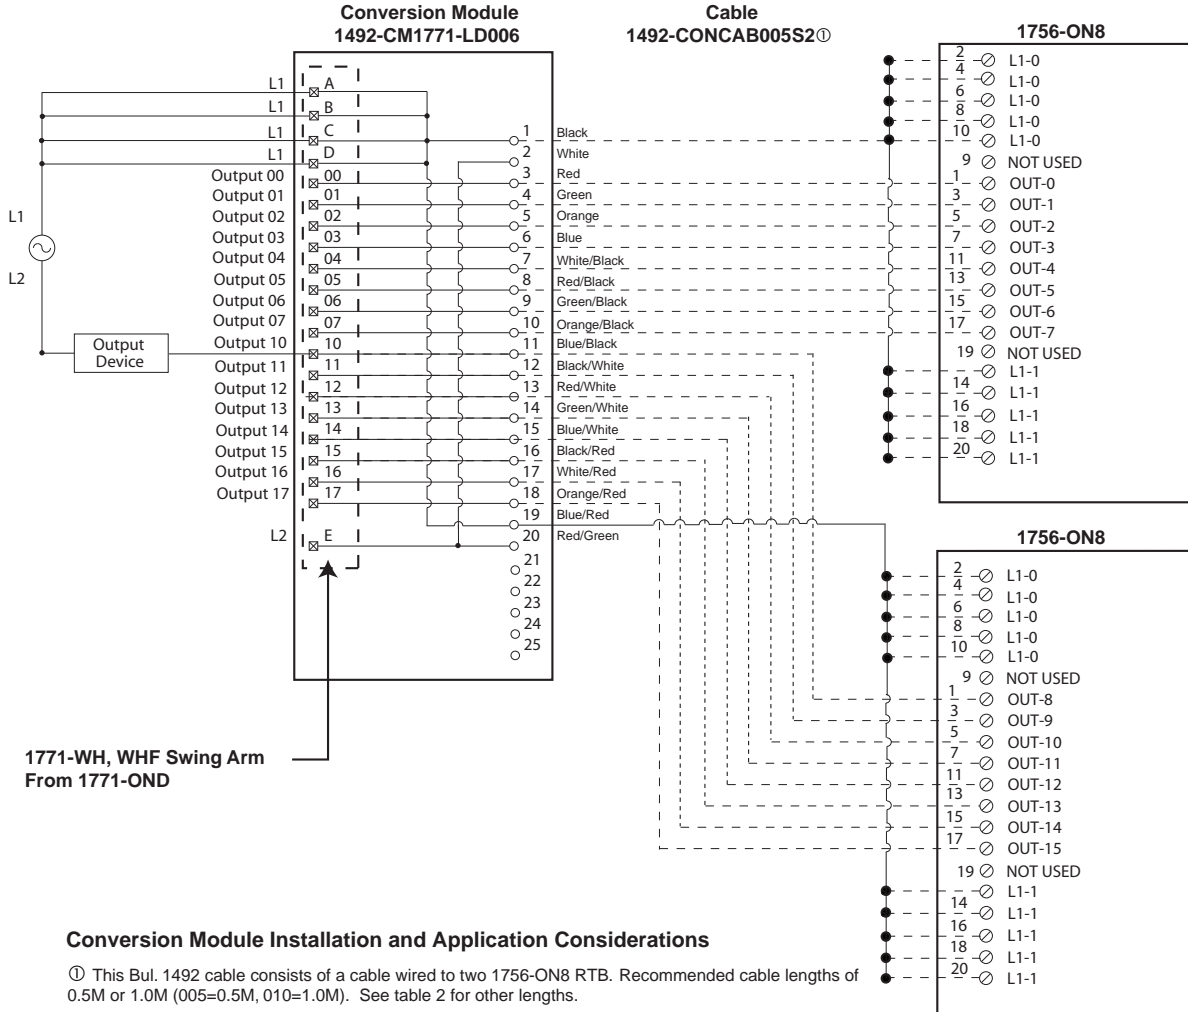 Conversion Module
1492-CM1771-LD006
Cable
1492-CONCAB005S2①
1756-ON8
L1 A
L1 B
L1 C
L1 D
Output 00 00
Output 01 01
Output 02 02
Output 03 03
Output 04 04
Output 05 05
Output 06 06
Output 07 07
Output 10 10
Output 11 11
Output 12 12
Output 13 13
Output 14 14
Output 15 15
Output 16 16
Output 17 17
L2 E
L1
L2
Output
Device
1 Black
2 White
3 Red
4 Green
5 Orange
6 Blue
7 White/Black
8 Red/Black
9 Green/Black
10 Orange/Black
11 Blue/Black
12 Black/White
13 Red/White
14 Green/White
15 Blue/White
16 Black/Red
17 White/Red
18 Orange/Red
19 Blue/Red
20 Red/Green
21
22
23
24
25
2 L1-0
4 L1-0
6 L1-0
8 L1-0
10 L1-0
9 NOT USED
1 OUT-0
3 OUT-1
5 OUT-2
7 OUT-3
11 OUT-4
13 OUT-5
15 OUT-6
17 OUT-7
19 NOT USED
L1-1
14 L1-1
16 L1-1
18 L1-1
20 L1-1
1756-ON8
2 L1-0
4 L1-0
6 L1-0
8 L1-0
10 L1-0
9 NOT USED
1 OUT-8
3 OUT-9
5 OUT-10
7 OUT-11
11 OUT-12
13 OUT-13
15 OUT-14
17 OUT-15
19 NOT USED
L1-1
14 L1-1
16 L1-1
18 L1-1
20 L1-1
1771-WH, WHF Swing Arm
From 1771-OND
Conversion Module Installation and Application Considerations
① This Bul. 1492 cable consists of a cable wired to two 1756-ON8 RTB. Recommended cable lengths of
0.5M or 1.0M (005=0.5M, 010=1.0M). See table 2 for other lengths.